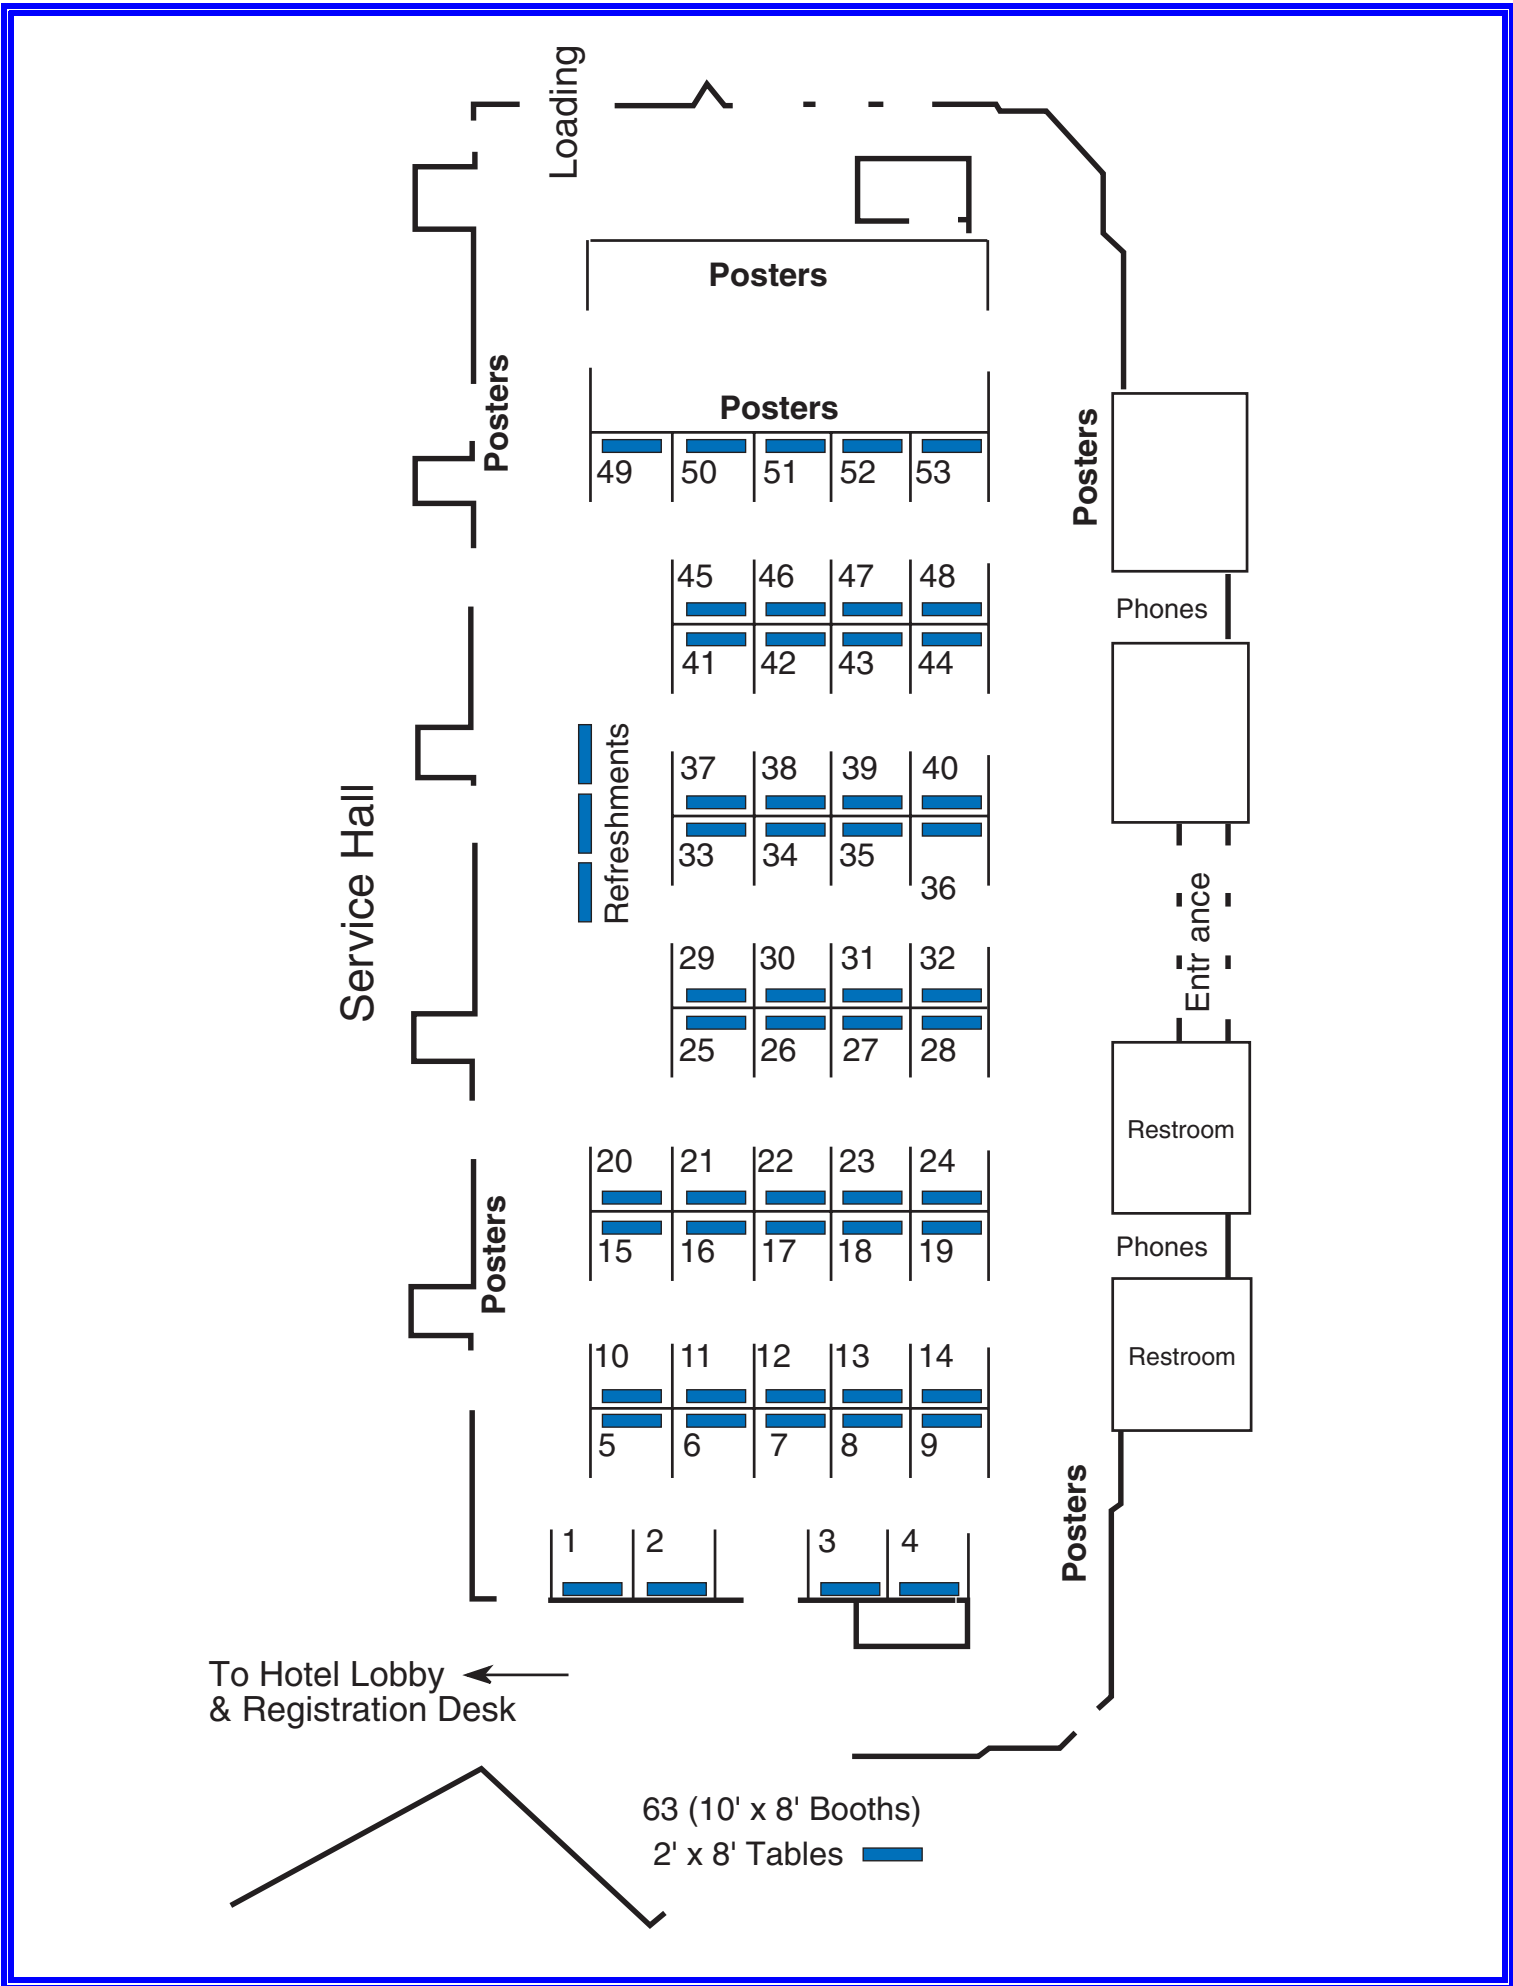 Loading
Posters
Posters
Posters
Posters
49 50 51 52 53
45 46 47 48
Phones
41 42 43 44
Refreshments
37 38 39 40
Service Hall
33 34 35
36
Entr ance
29 30 31 32
25 26 27 28
Restroom
20 21 22 23 24
Posters
Phones
15 16 17 18 19
10 11 12 13 14
Restroom
5 6 7 8 9
Posters
1 2 3 4
To Hotel Lobby
& Registration Desk
63 (10' x 8' Booths)
2' x 8' Tables